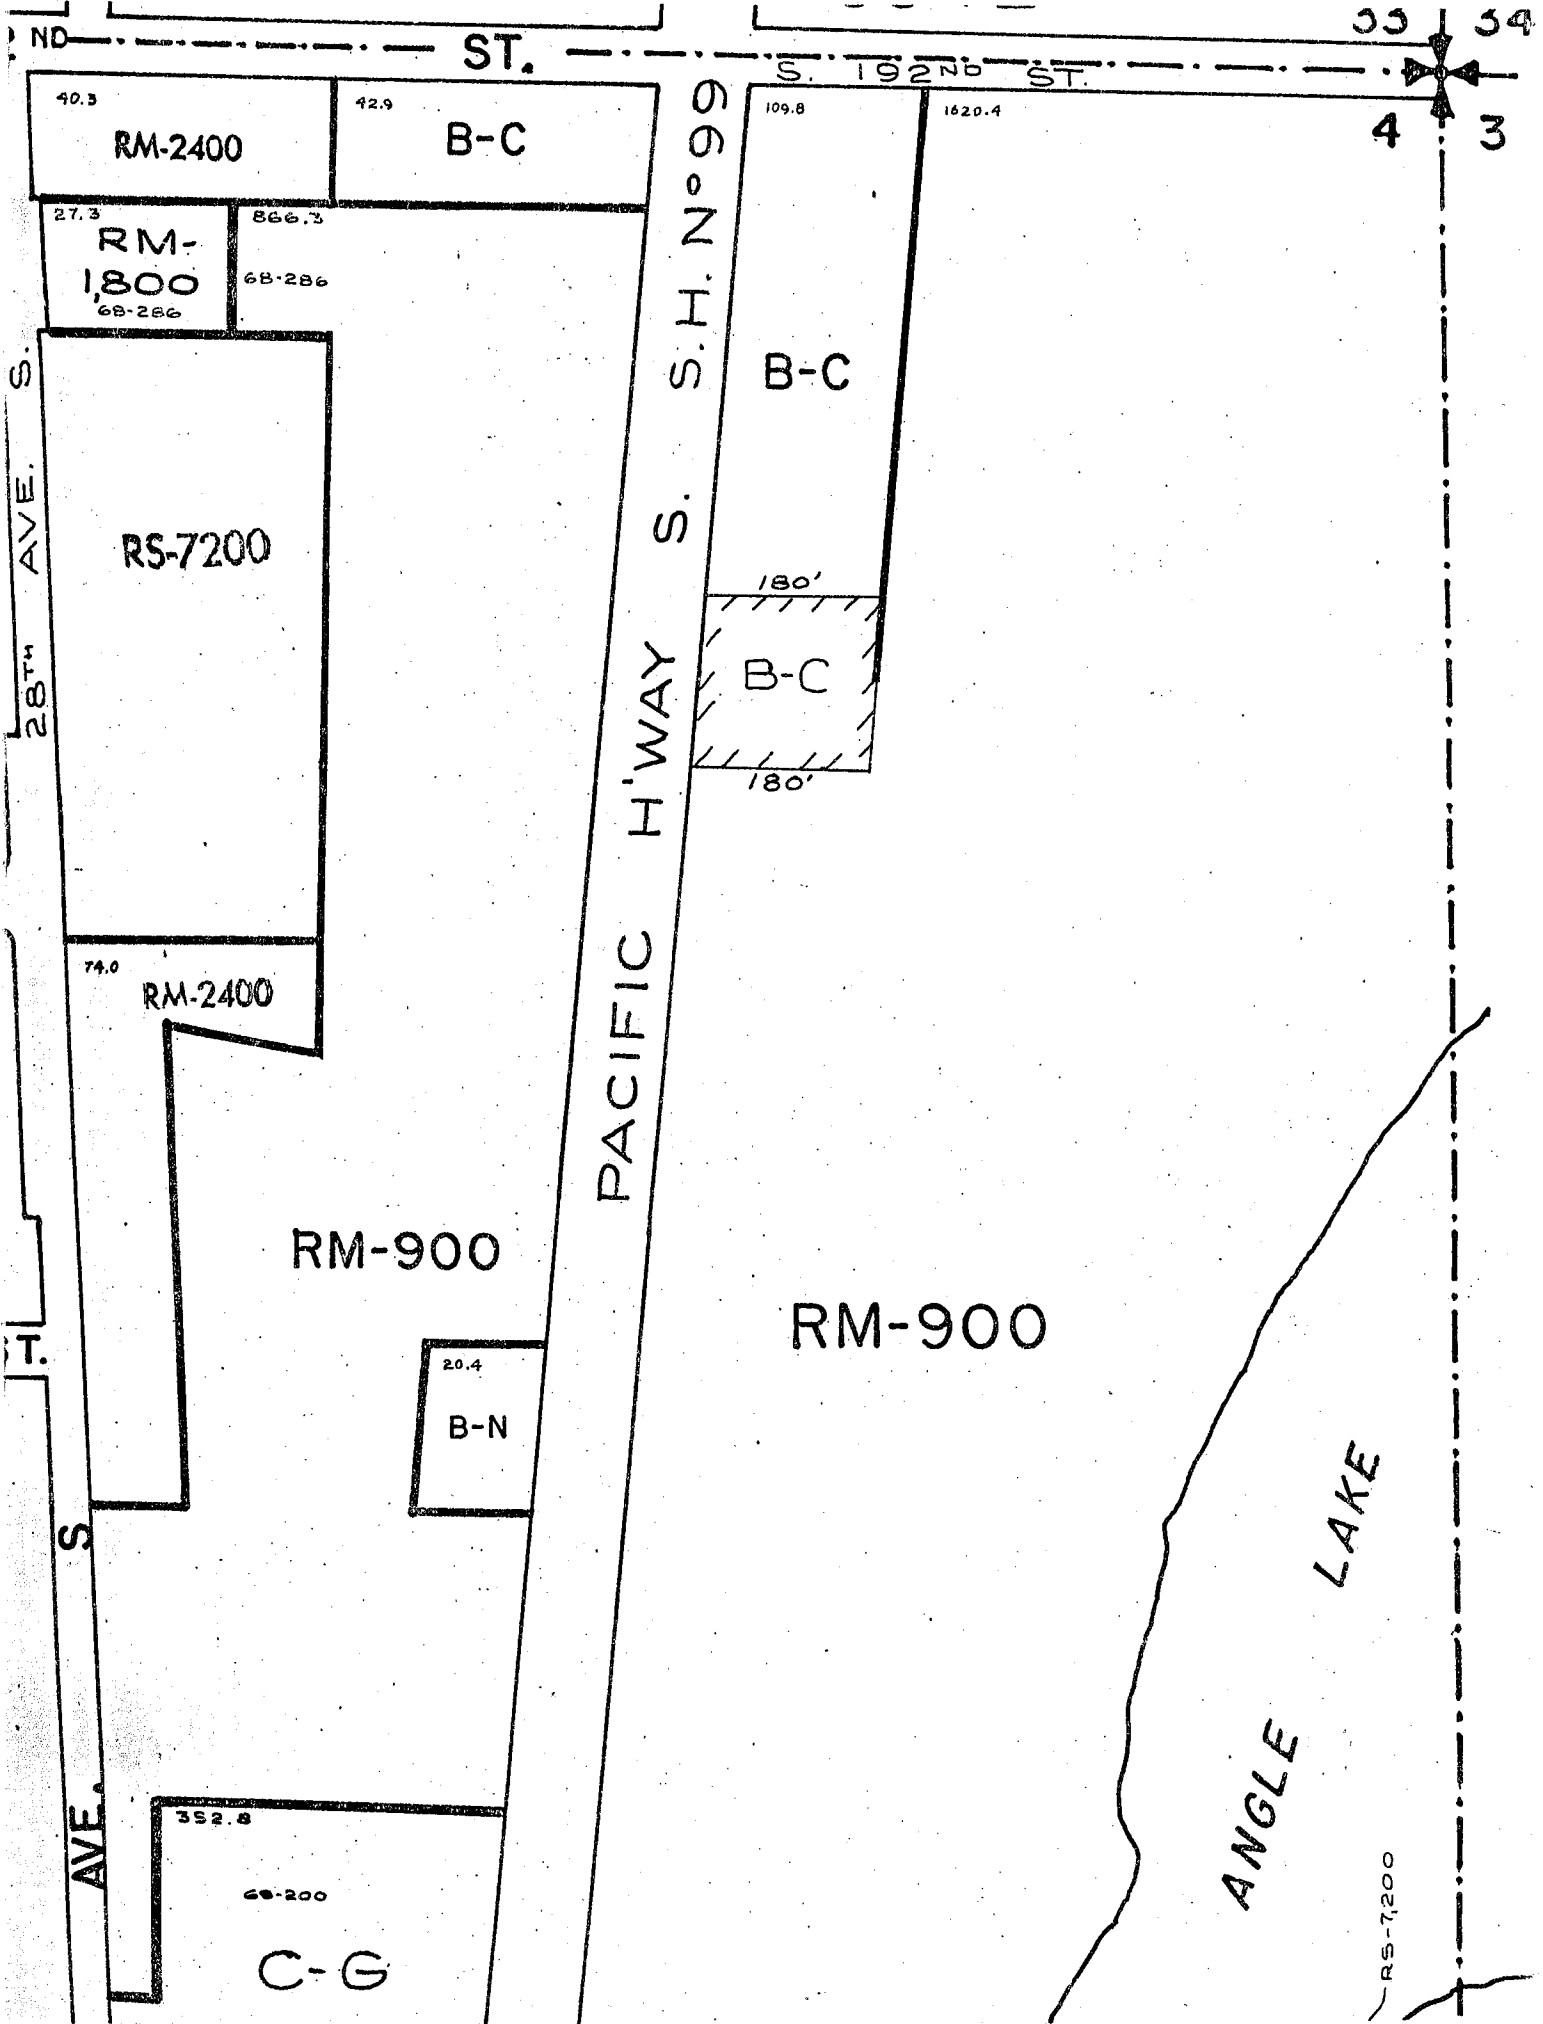 ND
ST.
S. 192ND ST.
33 34
4 3
40.3
RM-2400
42.9
B-C
S.H. Nº 99
109.8
1620.4
27.3
RM-
1,800
68-286
866.3
68-286
B-C
28TH AVE. S.
RS-7200
180'
B-C
180'
PACIFIC H'WAY S.
74.0
RM-2400
RM-900
RM-900
ST.
20.4
B-N
ANGLE LAKE
AVE. S
352.8
68-200
C-G
RS-7,200